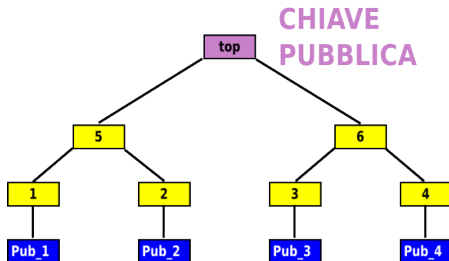 CHIAVE
PUBBLICA
top
5
6
1
2
3
4
Pub_1
Pub_2
Pub_3
Pub_4